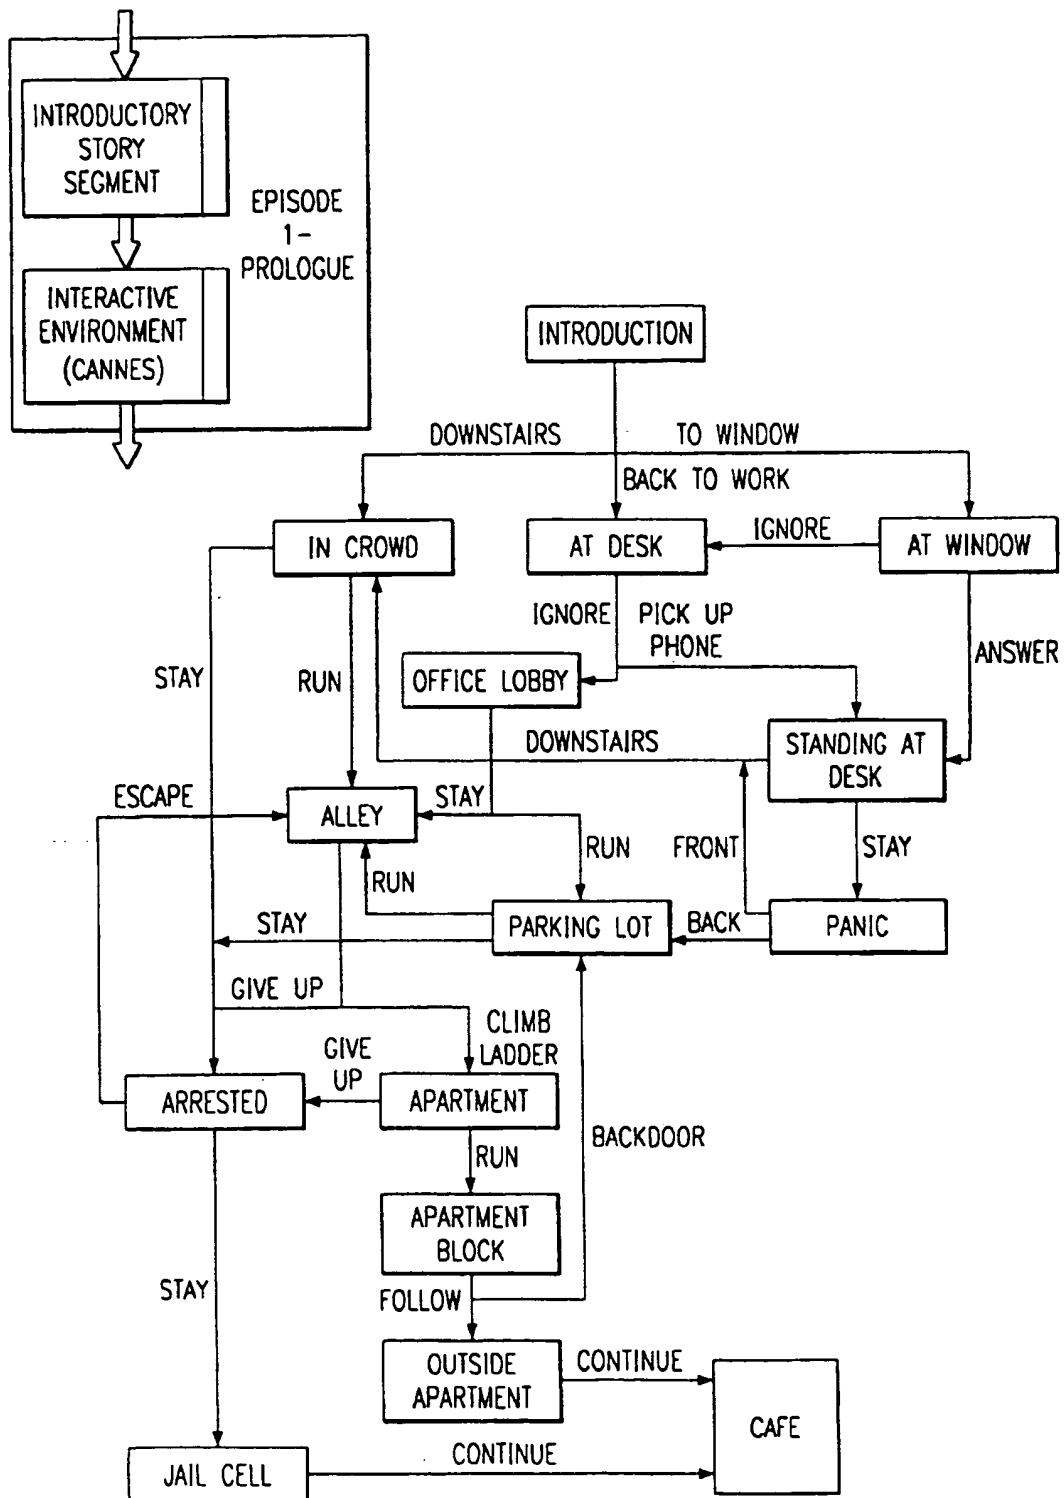 INTRODUCTORY
STORY
SEGMENT
EPISODE
1-
PROLOGUE
INTERACTIVE
ENVIRONMENT
(CANNES)
INTRODUCTION
DOWNSTAIRS
TO WINDOW
BACK TO WORK
IN CROWD
AT DESK
IGNORE
AT WINDOW
IGNORE
PICK UP
PHONE
ANSWER
STAY
RUN
OFFICE LOBBY
DOWNSTAIRS
STANDING AT
DESK
ESCAPE
ALLEY
STAY
RUN
FRONT
STAY
RUN
STAY
PARKING LOT
BACK
PANIC
GIVE UP
CLIMB
LADDER
GIVE
UP
ARRESTED
APARTMENT
BACKDOOR
RUN
APARTMENT
BLOCK
STAY
FOLLOW
OUTSIDE
APARTMENT
CONTINUE
CAFE
JAIL CELL
CONTINUE